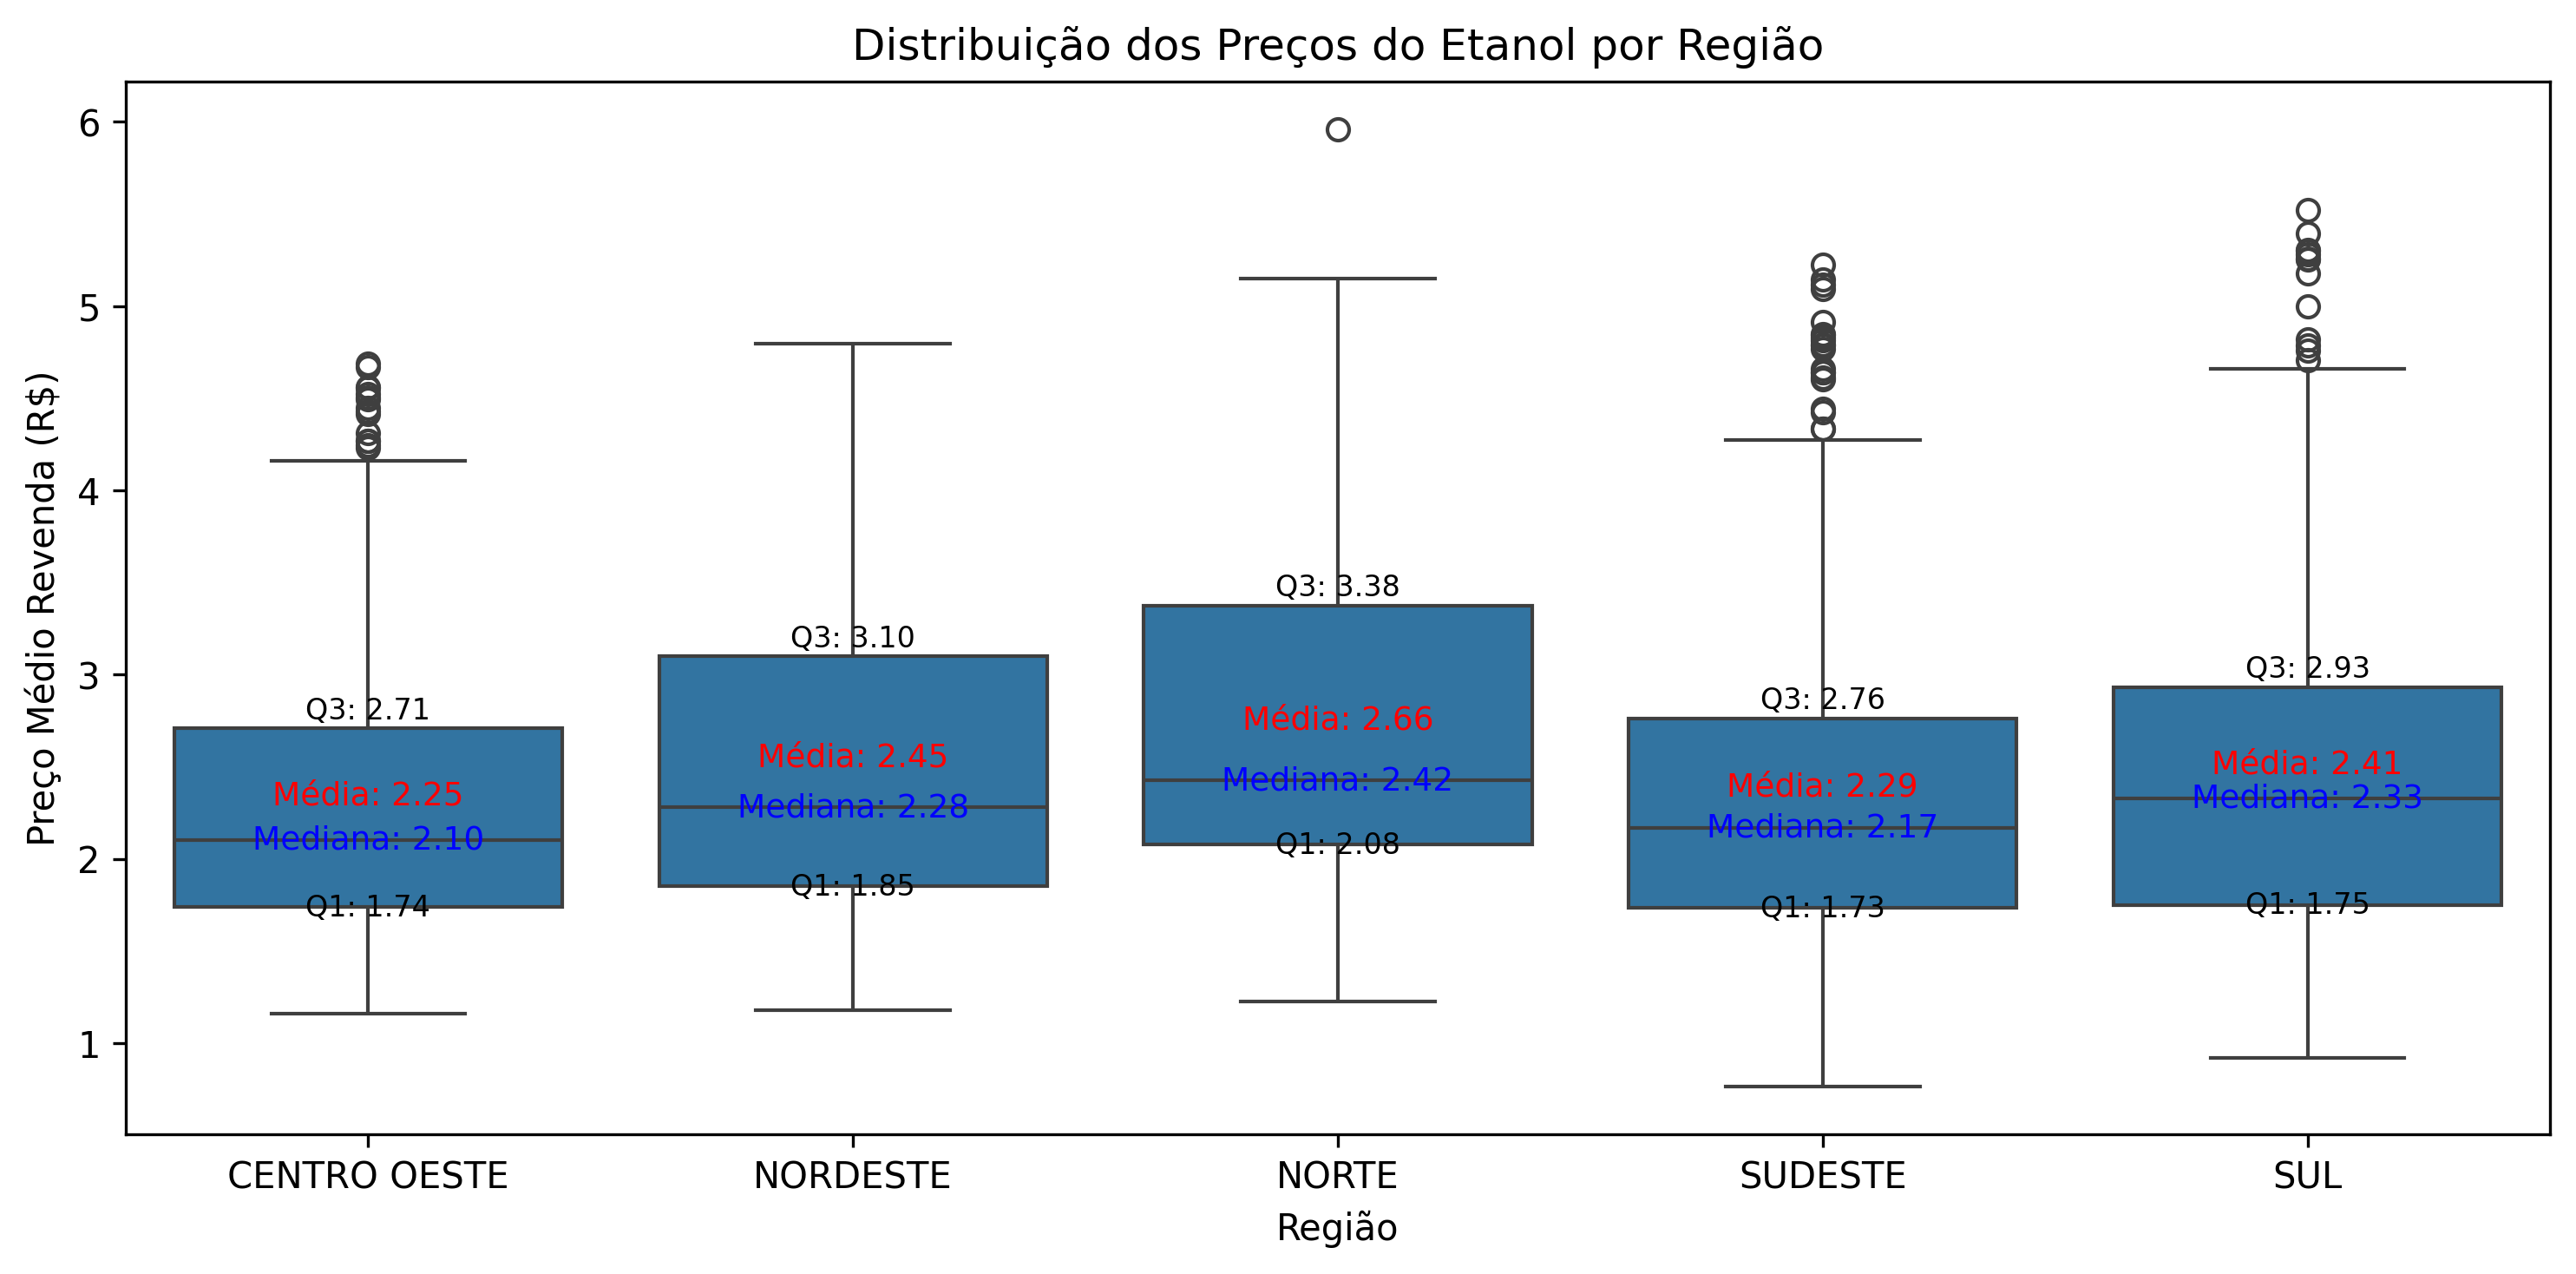 Distribuição dos Preços do Etanol por Região
Preço Médio Revenda (R$)
6
5
4
3
2
1
Q3: 2.71
Média: 2.25
Mediana: 2.10
Q1: 1.74
Q3: 3.10
Média: 2.45
Mediana: 2.28
Q1: 1.85
Q3: 3.38
Média: 2.66
Mediana: 2.42
Q1: 2.08
Q3: 2.76
Média: 2.29
Mediana: 2.17
Q1: 1.73
Q3: 2.93
Média: 2.41
Mediana: 2.33
Q1: 1.75
CENTRO OESTE
NORDESTE
NORTE
SUDESTE
SUL
Região